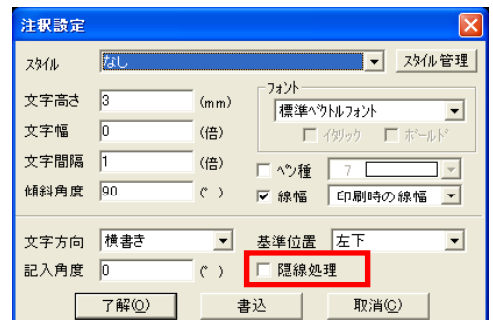 注釈設定
スタイル なし スタイル管理
文字高さ 3 (mm)
文字幅 0 (倍)
文字間隔 1 (倍)
傾斜角度 90 (°)
フォント
標準ベクトルフォント
イタリック ボールド
ペン種 7
線幅 印刷時の線幅
文字方向 横書き 基準位置 左下
記入角度 0 (°) 隠線処理
了解(O) 書込 取消(C)